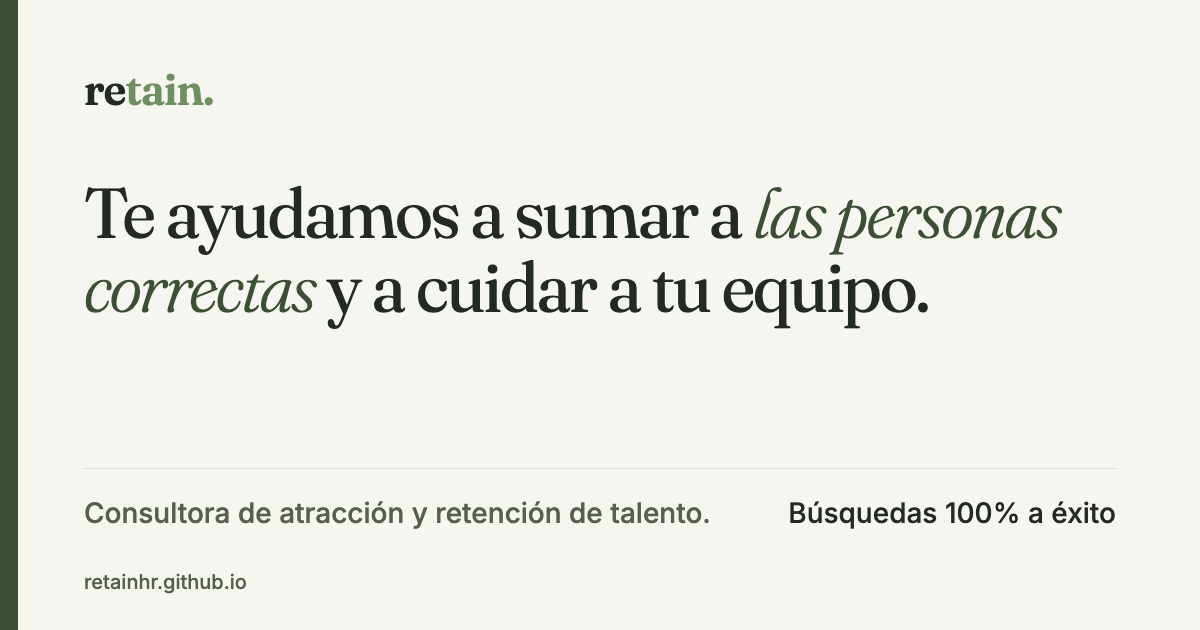 retain.
Te ayudamos a sumar a las personas
correctas y a cuidar a tu equipo.
Consultora de atracción y retención de talento.
Búsquedas 100% a éxito
retainhr.github.io